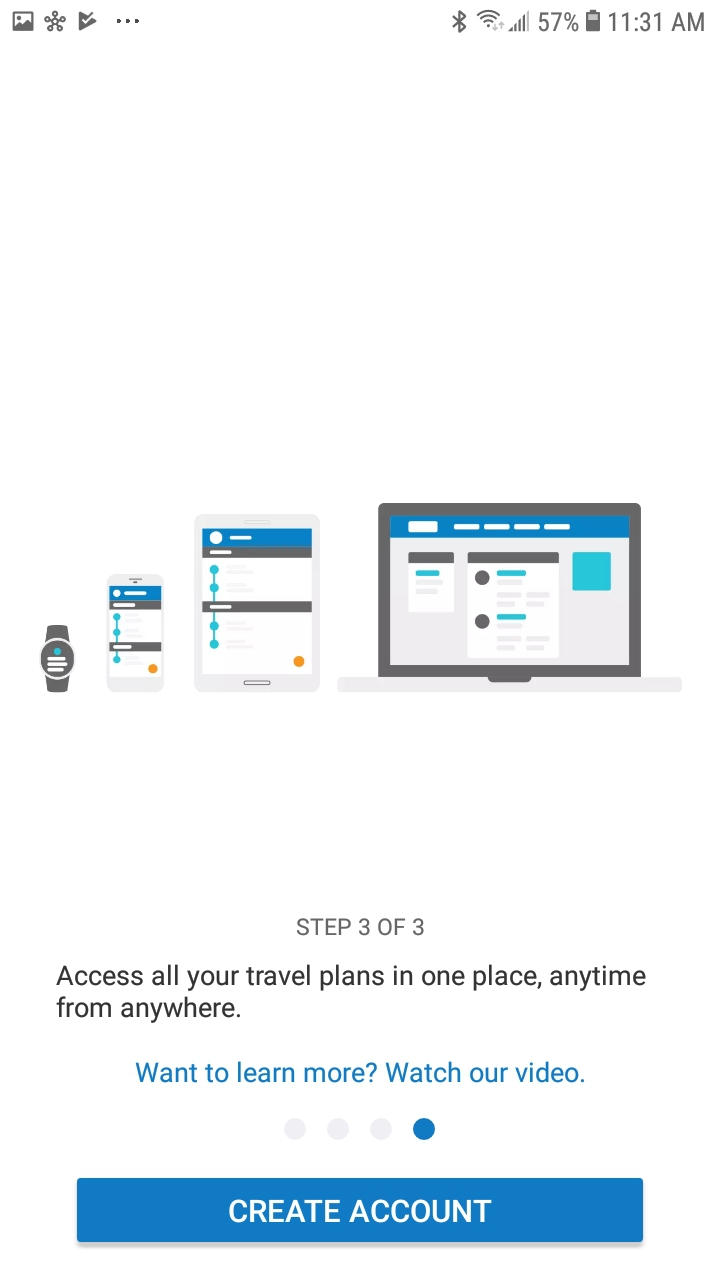 57% 11:31 AM
STEP 3 OF 3
Access all your travel plans in one place, anytime
from anywhere.
Want to learn more? Watch our video.
CREATE ACCOUNT